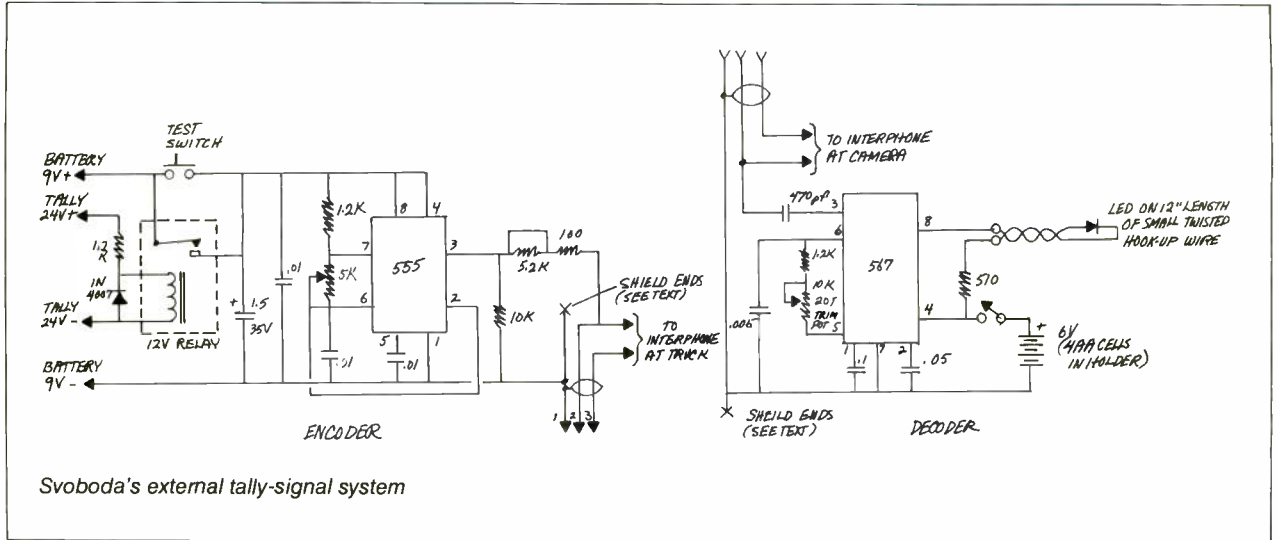 TEST
SWITCH
BATTERY
9V+
TALLY
24V+
1.2
K
IN
4007
TALLY
24V-
12V RELAY
+ 1.5
35V
.01
BATTERY
9V-
1.2K
5K
.01
7
6
8
4
555
3
2
5
1
.01
5.2K
100
10K
SHIELD ENDS
(SEE TEXT)
TO
INTERPHONE
AT TRUCK
1 2 3
ENCODER
TO INTERPHONE
AT CAMERA
470pf
3
6
1.2K
10K
20T
TRIM
POT
5
.006
567
8
4
1
7
2
.1
.05
510
LED ON 12" LENGTH
OF SMALL TWISTED
HOOK-UP WIRE
+
6V
(4AA CELLS
IN HOLDER)
SHEILD ENDS
(SEE TEXT)
DECODER
Svoboda's external tally-signal system